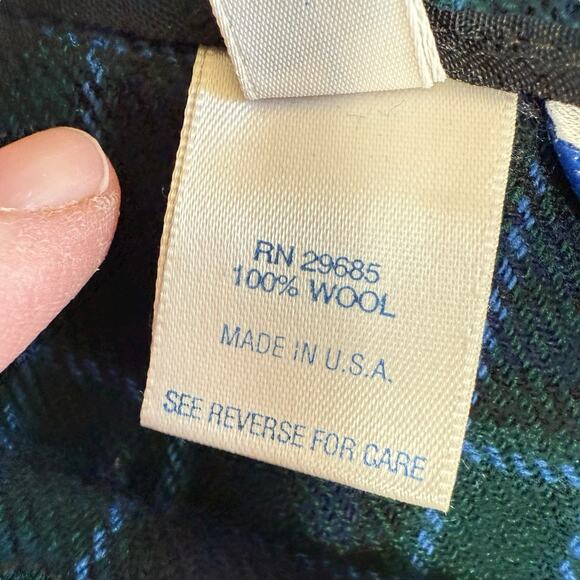 RN 29685
100% WOOL
MADE IN U.S.A.
SEE REVERSE FOR CARE